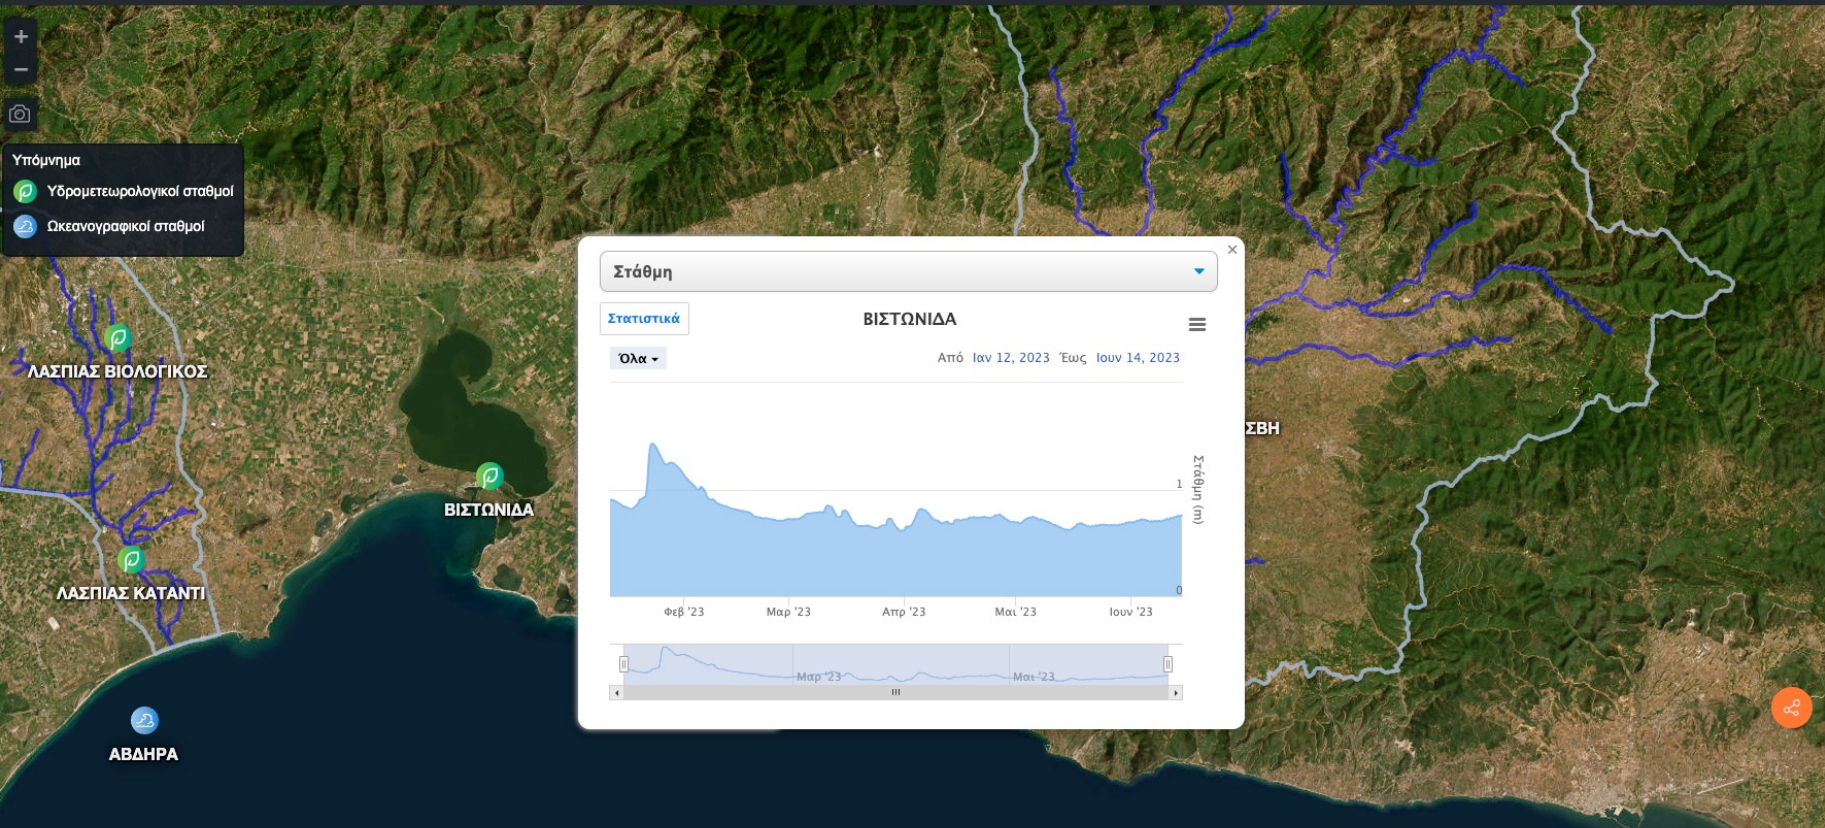 +
−
Υπόμνημα
Υδρομετεωρολογικοί σταθμοί
Ωκεανογραφικοί σταθμοί
Στάθμη
×
Στατιστικά
ΒΙΣΤΩΝΙΔΑ
Όλα
Από Ιαν 12, 2023 Έως Ιουν 14, 2023
1
0
Στάθμη (m)
Φεβ '23 Μαρ '23 Απρ '23 Μαι '23 Ιουν '23
Μαρ '23 Μαι '23
ΛΑΣΠΙΑΣ ΒΙΟΛΟΓΙΚΟΣ
ΒΙΣΤΩΝΙΔΑ
ΛΑΣΠΙΑΣ ΚΑΤΑΝΤΙ
ΑΒΔΗΡΑ
ΣΒΗ